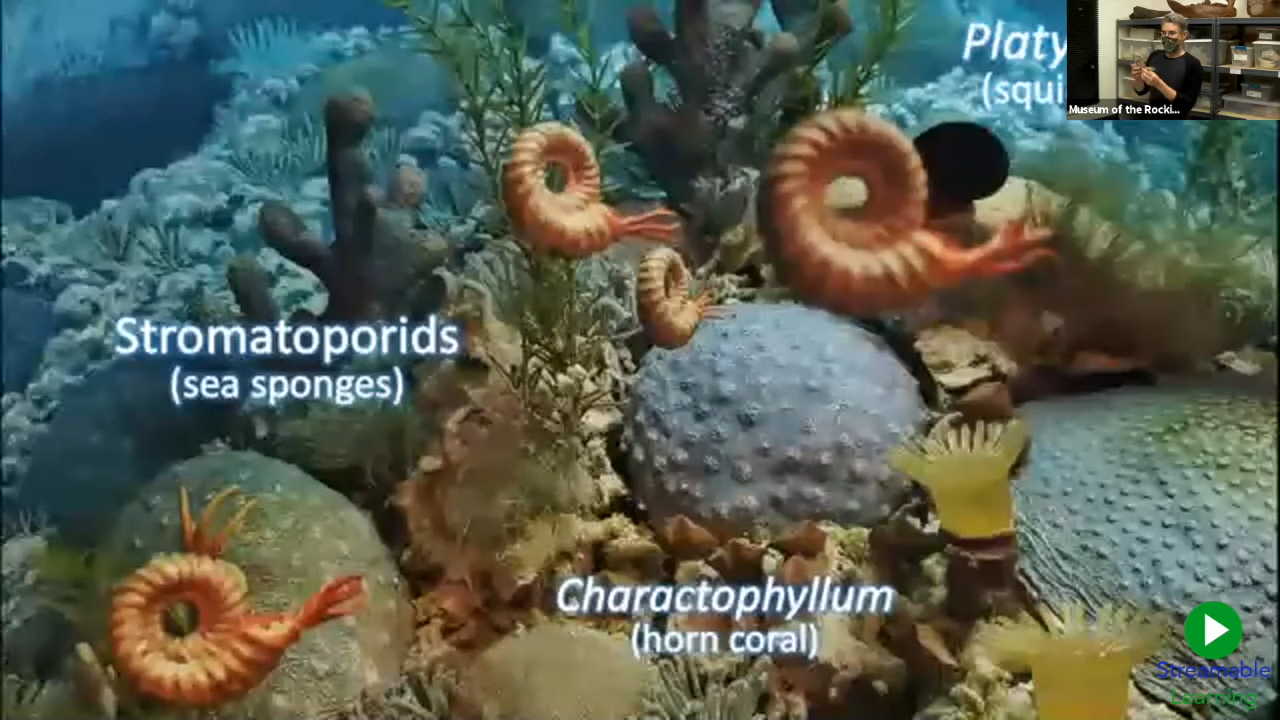 Platy
(squi
Museum of the Rocki...
Stromatoporids
(sea sponges)
Charactophyllum
(horn coral)
Streamable
Learning